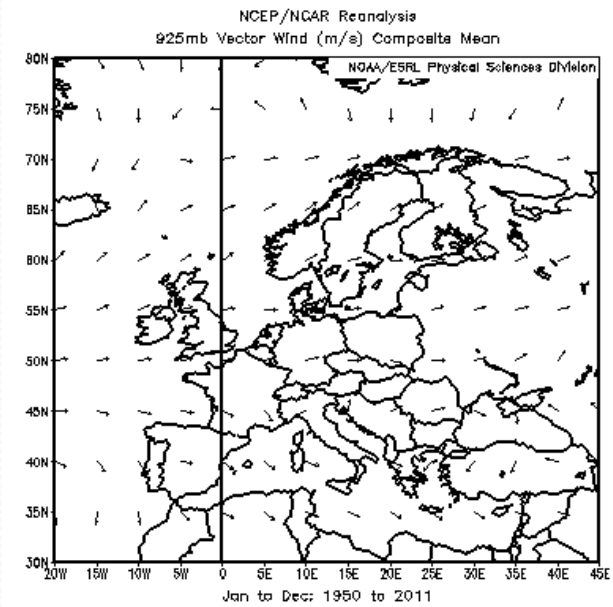 NCEP/NCAR Reanalysis
925mb Vector Wind (m/s) Composite Mean
NOAA/ESRL Physical Sciences Division
80N
75N
70N
65N
60N
55N
50N
45N
40N
35N
30N
20W 15W 10W 5W 0 5E 10E 15E 20E 25E 30E 35E 40E 45E
Jan to Dec: 1950 to 2011